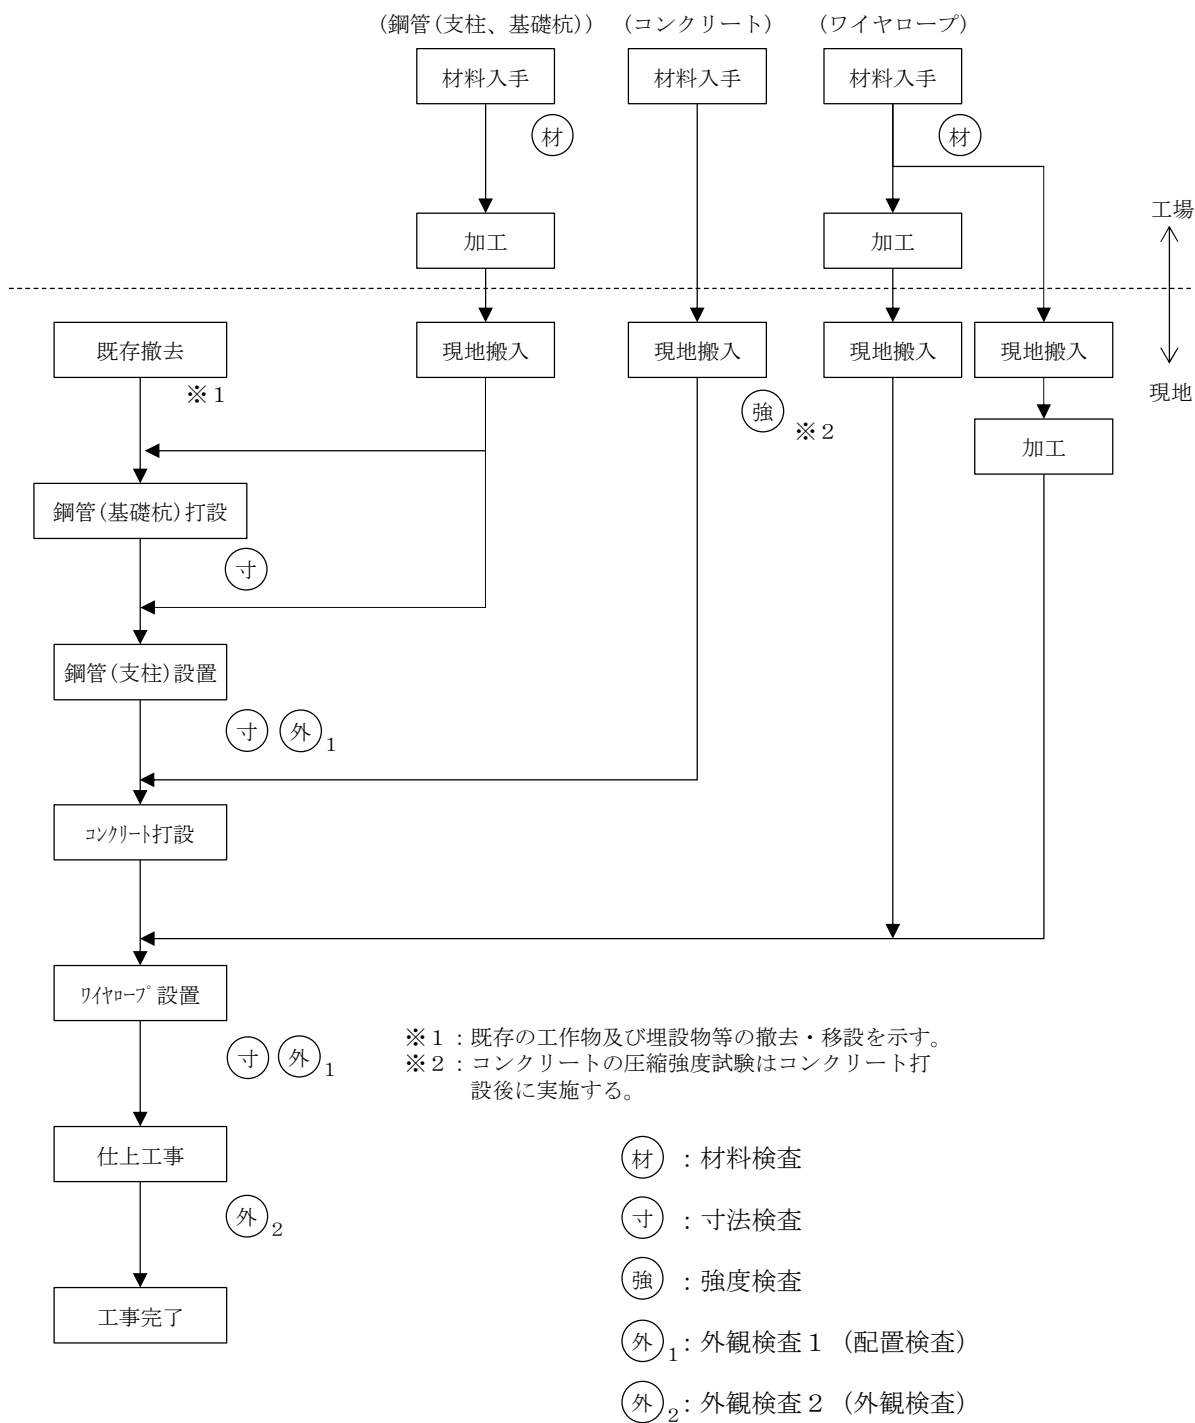 (鋼管(支柱、基礎杭)) (コンクリート) (ワイヤロープ)
材料入手 材料入手 材料入手
材 材
工場
加工 加工
既存撤去 現地搬入 現地搬入 現地搬入 現地搬入
※1
現地
強 ※2
加工
鋼管(基礎杭)打設
寸
鋼管(支柱)設置
寸 外1
コンクリート打設
ワイヤロープ設置
※1:既存の工作物及び埋設物等の撤去・移設を示す。
寸 外1
※2:コンクリートの圧縮強度試験はコンクリート打
設後に実施する。
仕上工事
材:材料検査
外2
寸:寸法検査
強:強度検査
工事完了
外1:外観検査1 (配置検査)
外2:外観検査2 (外観検査)